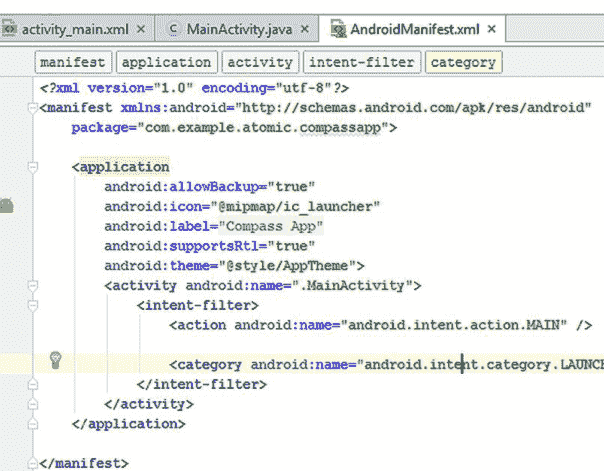 activity_main.xml MainActivity.java AndroidManifest.xml
manifest application activity intent-filter category
<?xml version="1.0" encoding="utf-8"?>
<manifest xmlns:android="http://schemas.android.com/apk/res/android"
package="com.example.atomic.compassapp">
<application
android:allowBackup="true"
android:icon="@mipmap/ic_launcher"
android:label="Compass App"
android:supportsRtl="true"
android:theme="@style/AppTheme">
<activity android:name=".MainActivity">
<intent-filter>
<action android:name="android.intent.action.MAIN" />
<category android:name="android.intent.category.LAUNCH
</intent-filter>
</activity>
</application>
</manifest>